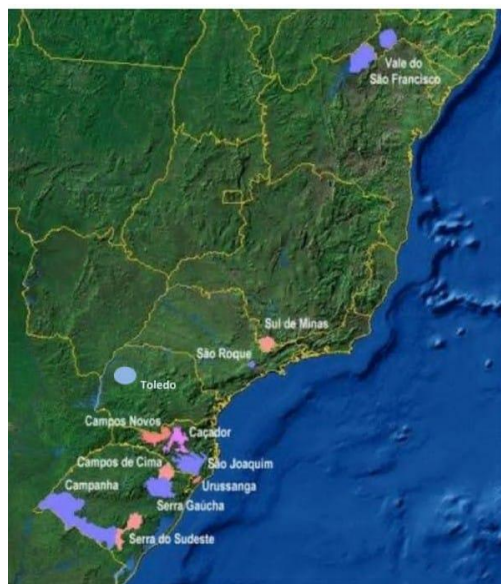 Vale do
São Francisco
Sul de Minas
São Roque
Toledo
Campos Novos
Caçador
Campos de Cima
São Joaquim
Campanha
Urussanga
Serra Gaúcha
Serra do Sudeste